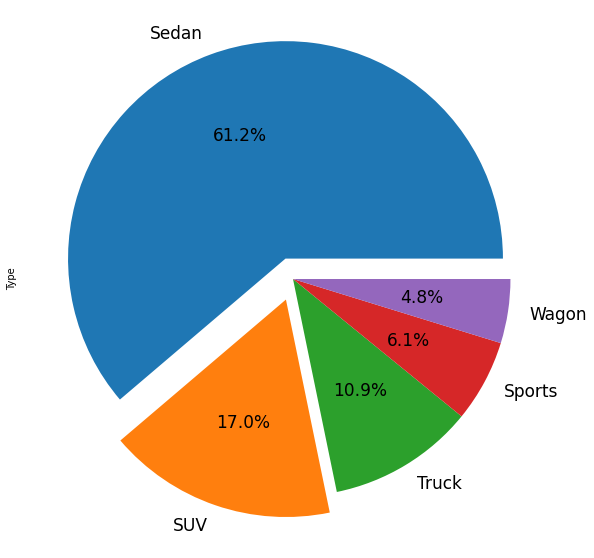 Sedan
61.2%
Type
4.8%
Wagon
6.1%
Sports
10.9%
17.0%
Truck
SUV